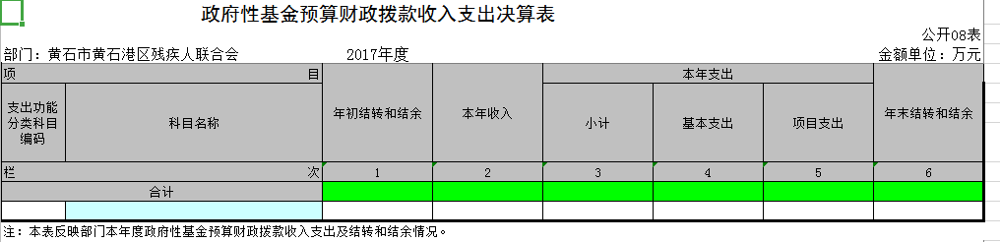 政府性基金预算财政拨款收入支出决算表
公开08表
部门：黄石市黄石港区残疾人联合会 2017年度 金额单位：万元
项 目 年初结转和结余 本年收入 本年支出 年末结转和结余
支出功能分类科目编码 科目名称 小计 基本支出 项目支出
栏 次 1 2 3 4 5 6
合计
注：本表反映部门本年度政府性基金预算财政拨款收入支出及结转和结余情况。